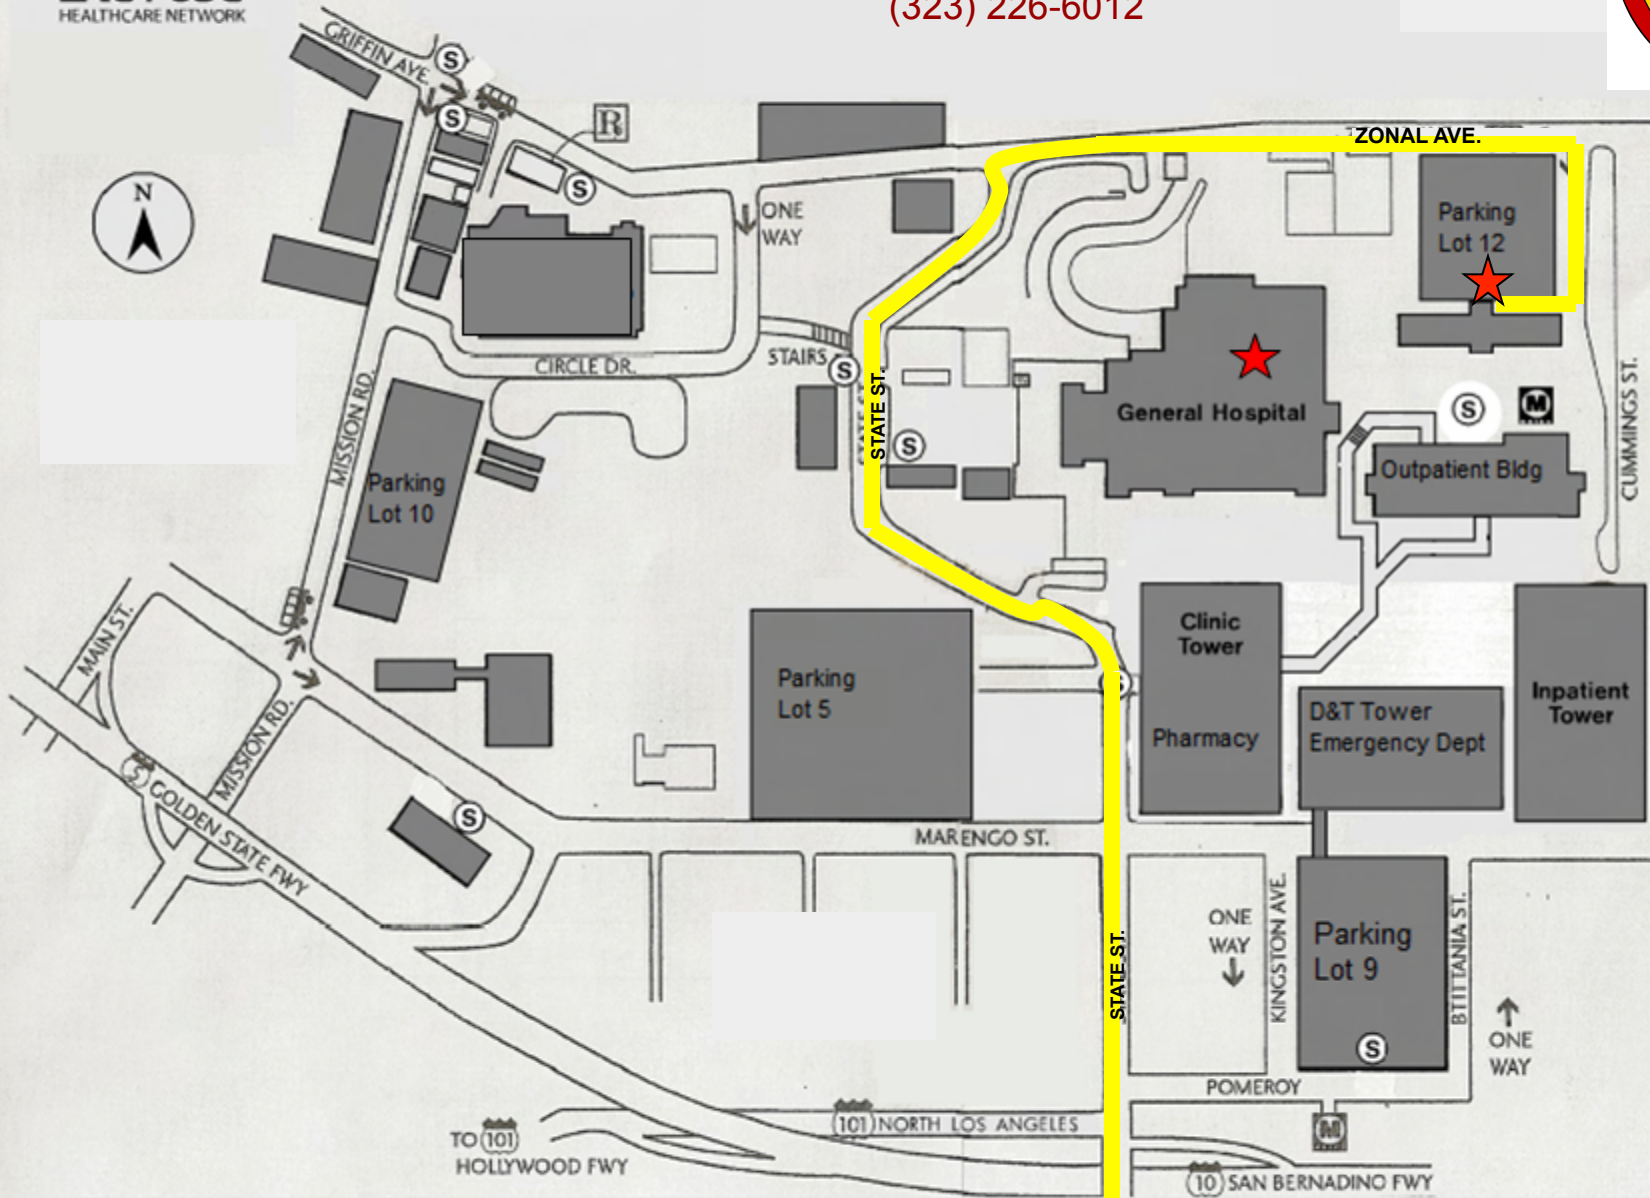 HEALTHCARE NETWORK
(323) 226-6012
GRIFFIN AVE.
S
S
R
S
N
ONE
WAY
ZONAL AVE.
Parking
Lot 12
STAIRS
S
CIRCLE DR.
MISSION RD.
STATE ST.
S
General Hospital
S
M
Outpatient Bldg
CUMMINGS ST.
Parking
Lot 10
MAIN ST.
Clinic
Tower
Pharmacy
Parking
Lot 5
D&T Tower
Emergency Dept
Inpatient
Tower
MISSION RD.
5 GOLDEN STATE FWY
S
MARENGO ST.
STATE ST.
ONE
WAY
KINGSTON AVE.
Parking
Lot 9
S
BTITTANIA ST.
ONE
WAY
POMEROY
M
101 NORTH LOS ANGELES
TO 101
HOLLYWOOD FWY
10 SAN BERNADINO FWY